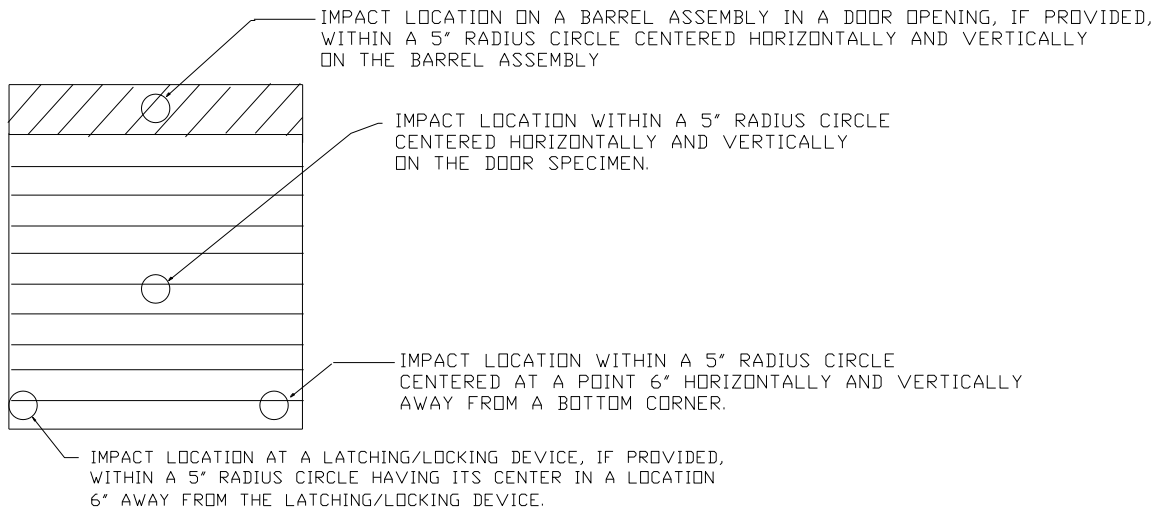 IMPACT LOCATION ON A BARREL ASSEMBLY IN A DOOR OPENING, IF PROVIDED,
WITHIN A 5" RADIUS CIRCLE CENTERED HORIZONTALLY AND VERTICALLY
ON THE BARREL ASSEMBLY
IMPACT LOCATION WITHIN A 5" RADIUS CIRCLE
CENTERED HORIZONTALLY AND VERTICALLY
ON THE DOOR SPECIMEN.
IMPACT LOCATION WITHIN A 5" RADIUS CIRCLE
CENTERED AT A POINT 6" HORIZONTALLY AND VERTICALLY
AWAY FROM A BOTTOM CORNER.
IMPACT LOCATION AT A LATCHING/LOCKING DEVICE, IF PROVIDED,
WITHIN A 5" RADIUS CIRCLE HAVING ITS CENTER IN A LOCATION
6" AWAY FROM THE LATCHING/LOCKING DEVICE.